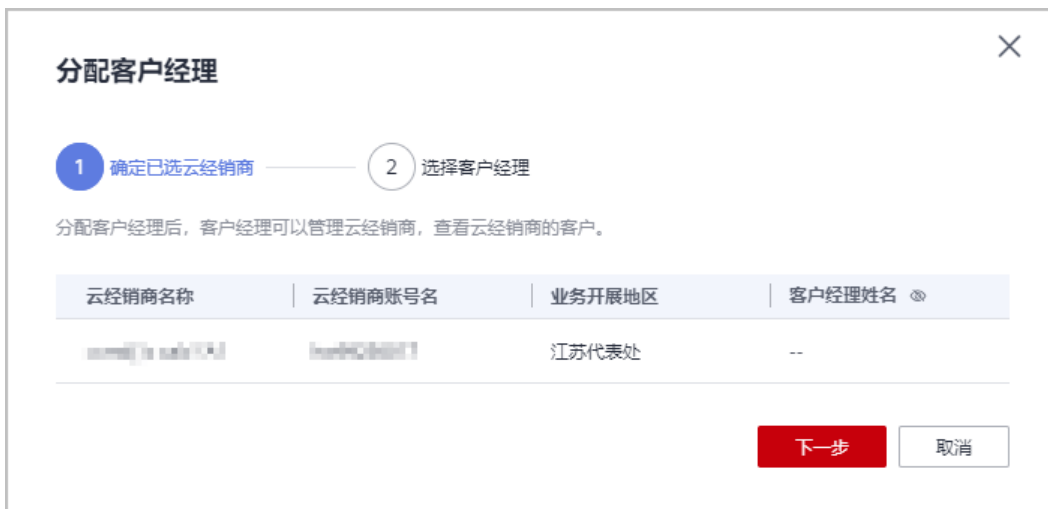 分配客户经理
1 确定已选云经销商 2 选择客户经理
分配客户经理后，客户经理可以管理云经销商，查看云经销商的客户。
云经销商名称 云经销商账号名 业务开展地区 客户经理姓名
江苏代表处 --
下一步 取消